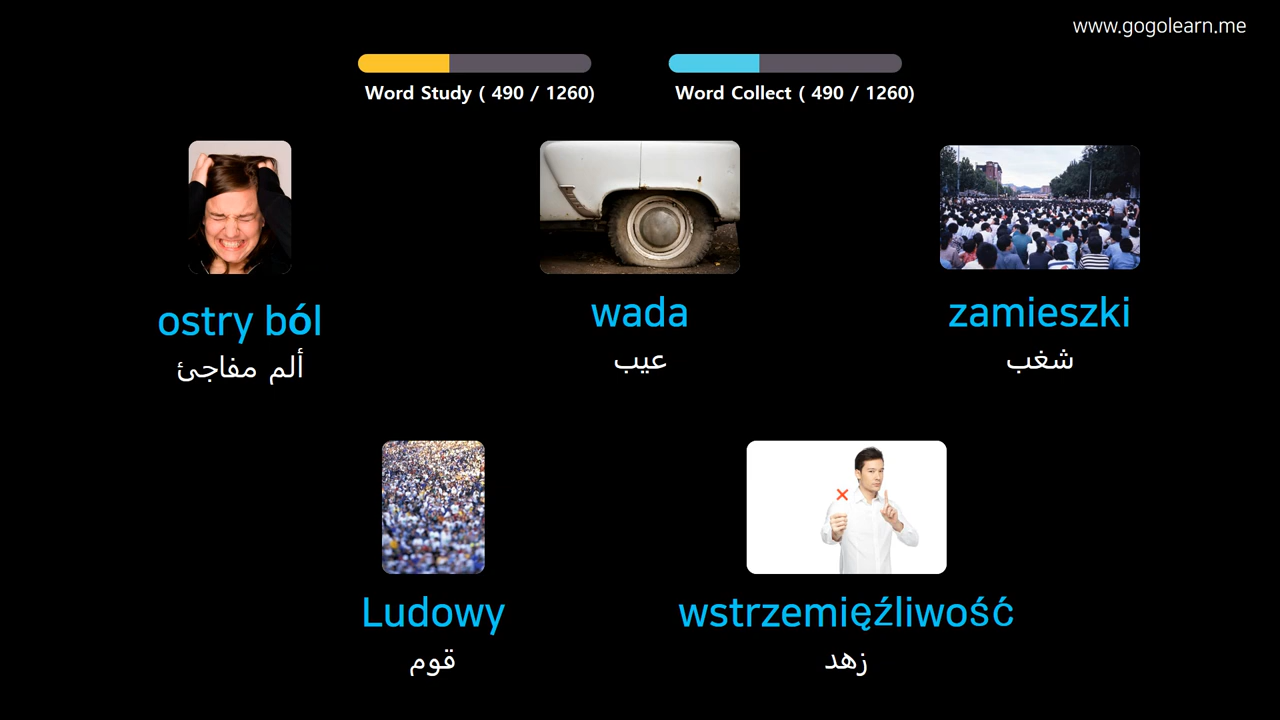 www.gogolearn.me
Word Study ( 490 / 1260)
Word Collect ( 490 / 1260)
ostry ból
ألم مفاجئ
wada
عيب
zamieszki
شغب
Ludowy
قوم
wstrzemięźliwość
زهد